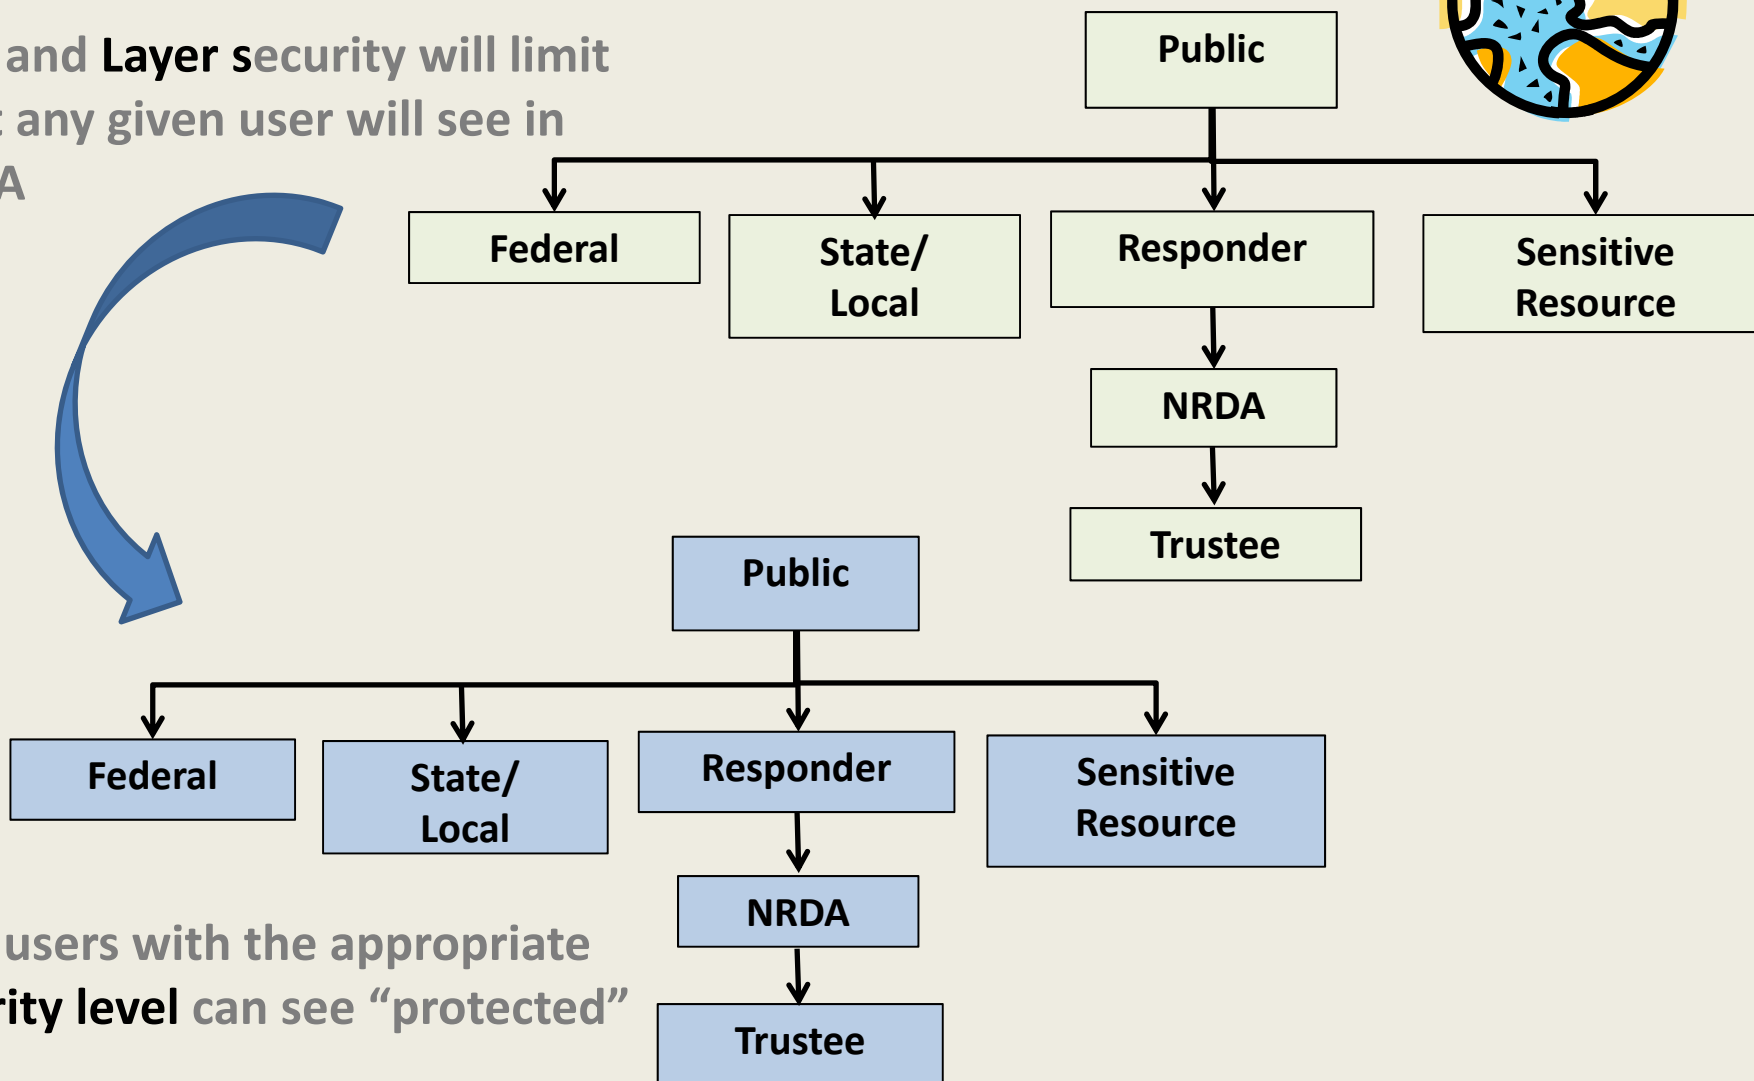 and Layer security will limit
any given user will see in
A
Public
Federal
State/
Local
Responder
Sensitive
Resource
NRDA
Trustee
Public
Federal
State/
Local
Responder
Sensitive
Resource
NRDA
Trustee
users with the appropriate
rity level can see “protected”